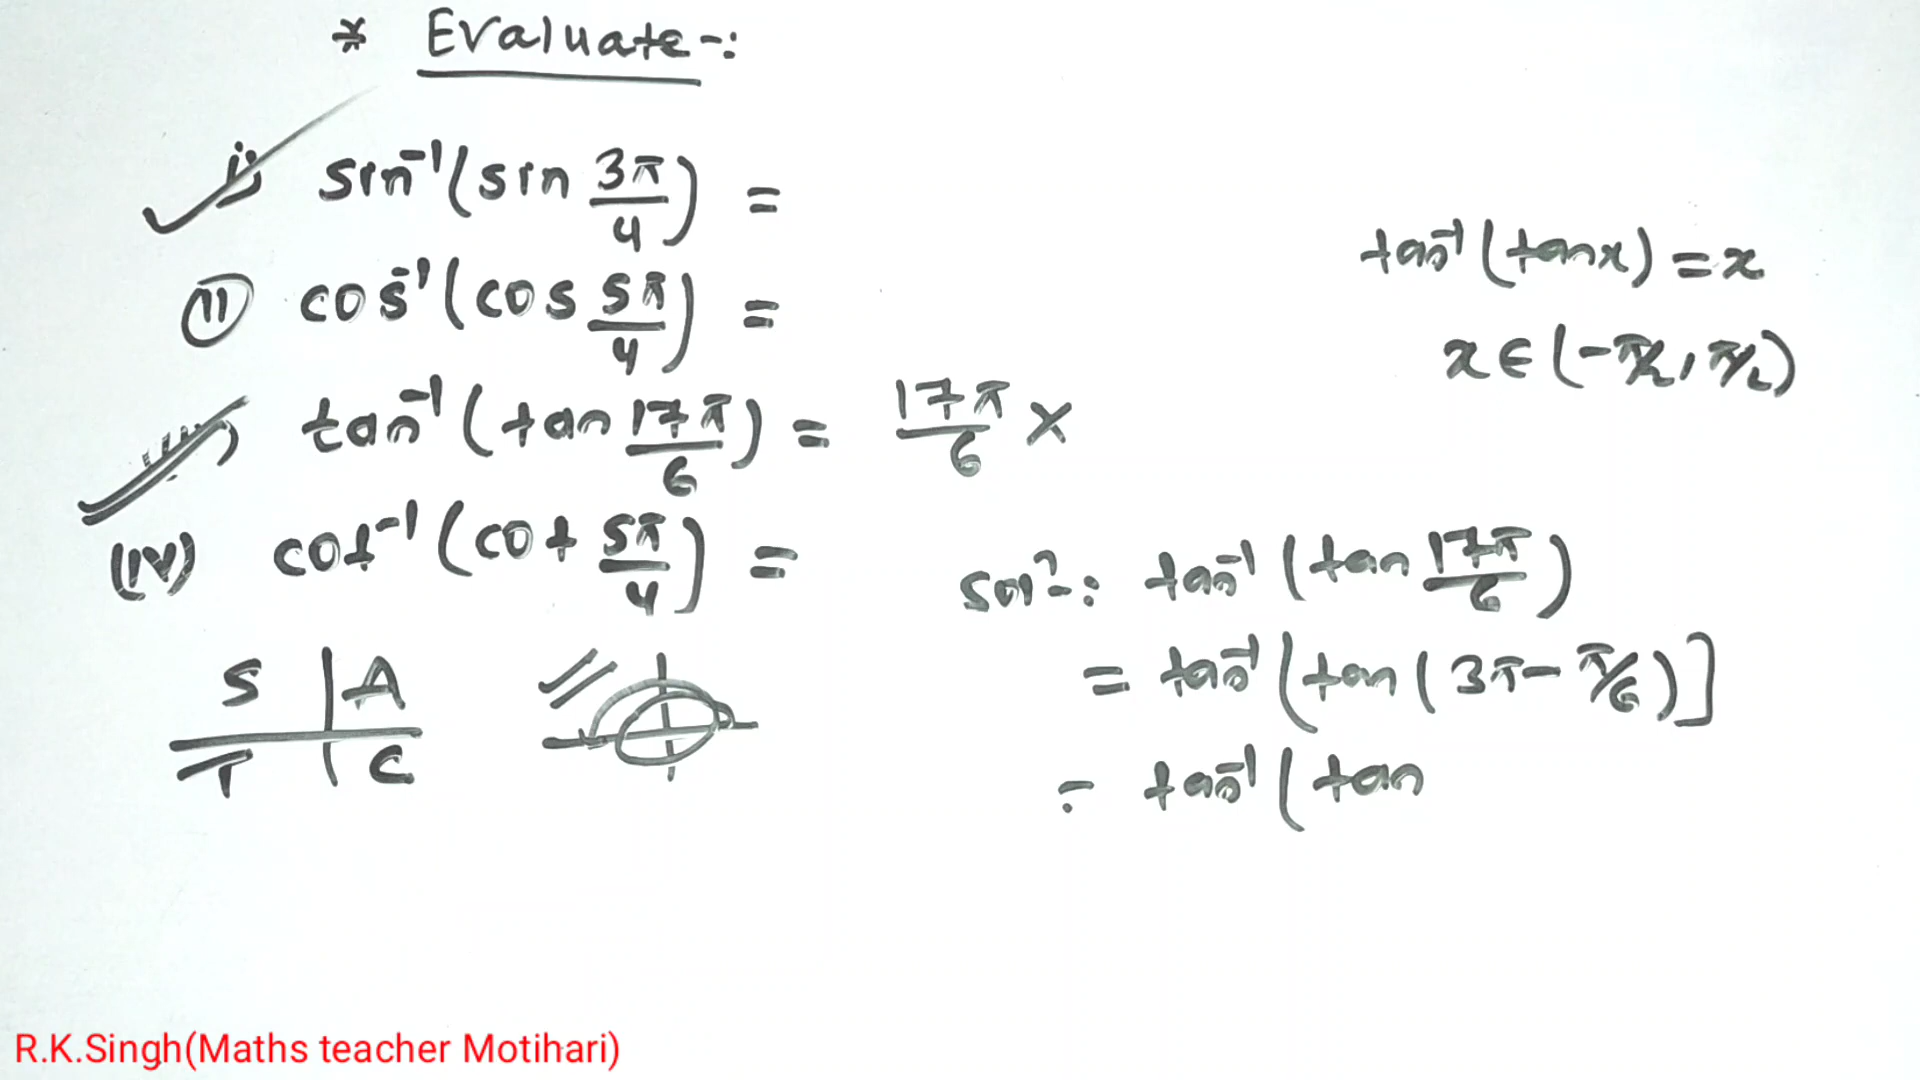 * Evaluate -:
i) sin⁻¹(sin 3π/4) =
(ii) cos⁻¹(cos 5π/4) =
tan⁻¹(tan 17π/6) = 17π/6 ×
(iv) cot⁻¹(cot 5π/4) =
S | A
T | C
tan⁻¹(tanx) = x
x ∈ (-π/2, π/2)
Solⁿ-: tan⁻¹(tan 17π/6)
= tan⁻¹(tan(3π - π/6)]
= tan⁻¹(tan
R.K.Singh(Maths teacher Motihari)